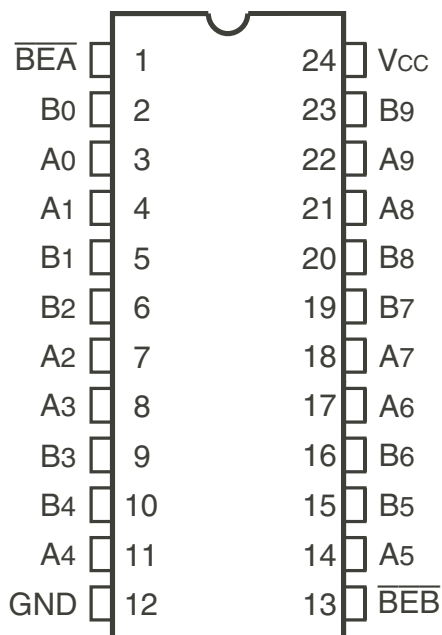 B̅E̅A̅ 1 24 VCC
B0 2 23 B9
A0 3 22 A9
A1 4 21 A8
B1 5 20 B8
B2 6 19 B7
A2 7 18 A7
A3 8 17 A6
B3 9 16 B6
B4 10 15 B5
A4 11 14 A5
GND 12 13 B̅E̅B̅